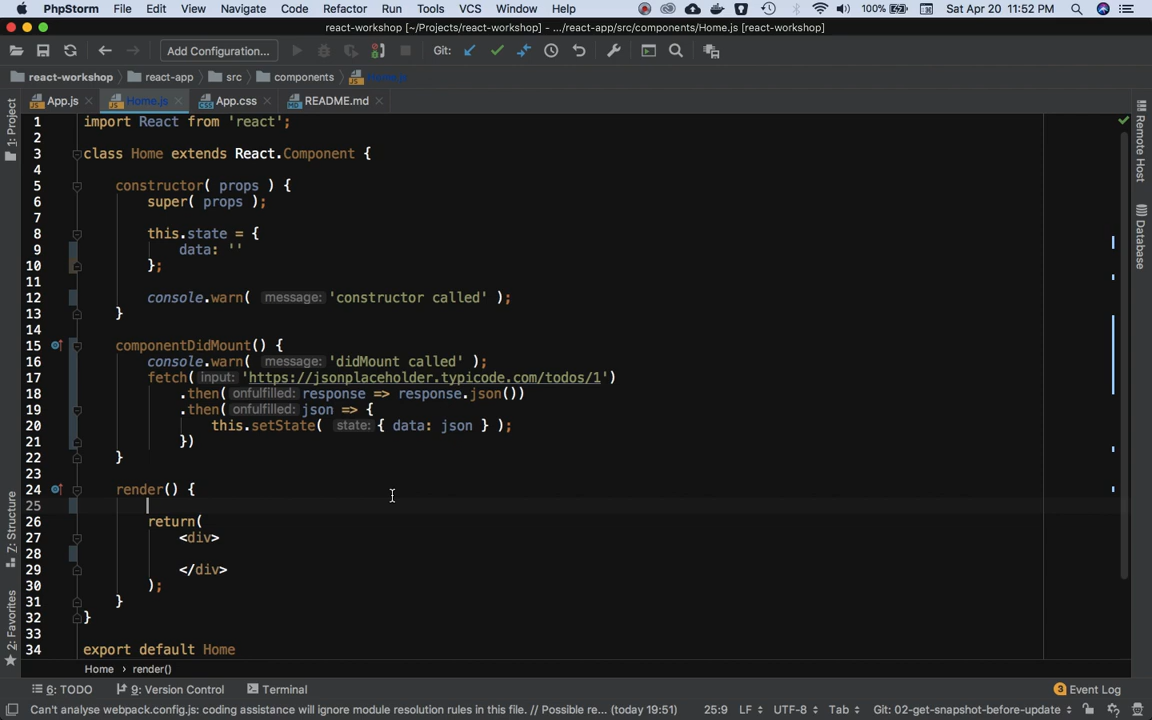 PhpStorm File Edit View Navigate Code Refactor Run Tools VCS Window Help 100% Sat Apr 20 11:52 PM
react-workshop [~/Projects/react-workshop] - .../react-app/src/components/Home.js [react-workshop]
Add Configuration... Git:
react-workshop react-app src components Home.js
App.js Home.js App.css README.md
1: Project
7: Structure
2: Favorites
Remote Host
Database
1 import React from 'react';
2
3 class Home extends React.Component {
4
5 constructor( props ) {
6 super( props );
7
8 this.state = {
9 data: ''
10 };
11
12 console.warn( message: 'constructor called' );
13 }
14
15 componentDidMount() {
16 console.warn( message: 'didMount called' );
17 fetch( input: 'https://jsonplaceholder.typicode.com/todos/1')
18 .then( onfulfilled: response => response.json())
19 .then( onfulfilled: json => {
20 this.setState( state: { data: json } );
21 })
22 }
23
24 render() {
25
26 return(
27 <div>
28
29 </div>
30 );
31 }
32 }
33
34 export default Home
Home › render()
6: TODO 9: Version Control Terminal 3 Event Log
Can't analyse webpack.config.js: coding assistance will ignore module resolution rules in this file. // Possible re... (today 19:51) 25:9 LF UTF-8 Tab Git: 02-get-snapshot-before-update